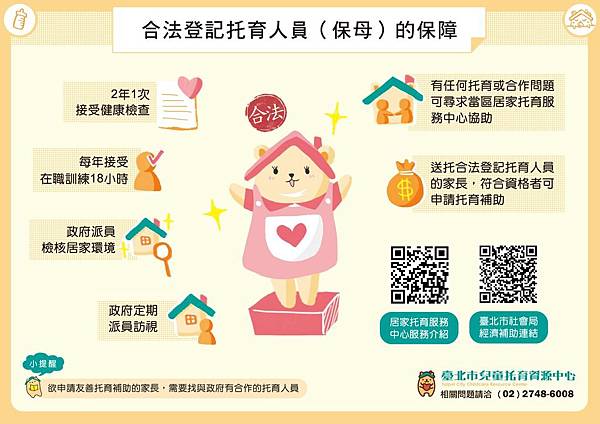 合法登記托育人員（保母）的保障
2年1次
接受健康檢查
每年接受
在職訓練18小時
政府派員
檢核居家環境
政府定期
派員訪視
合法
有任何托育或合作問題
可尋求當區居家托育服
務中心協助
送托合法登記托育人員
的家長，符合資格者可
申請托育補助
居家托育服務
中心服務介紹
臺北市社會局
經濟補助連結
小提醒
欲申請友善托育補助的家長，需要找與政府有合作的托育人員
臺北市兒童托育資源中心
Taipei City Childcare Resource Center
相關問題請洽 (02) 2748-6008